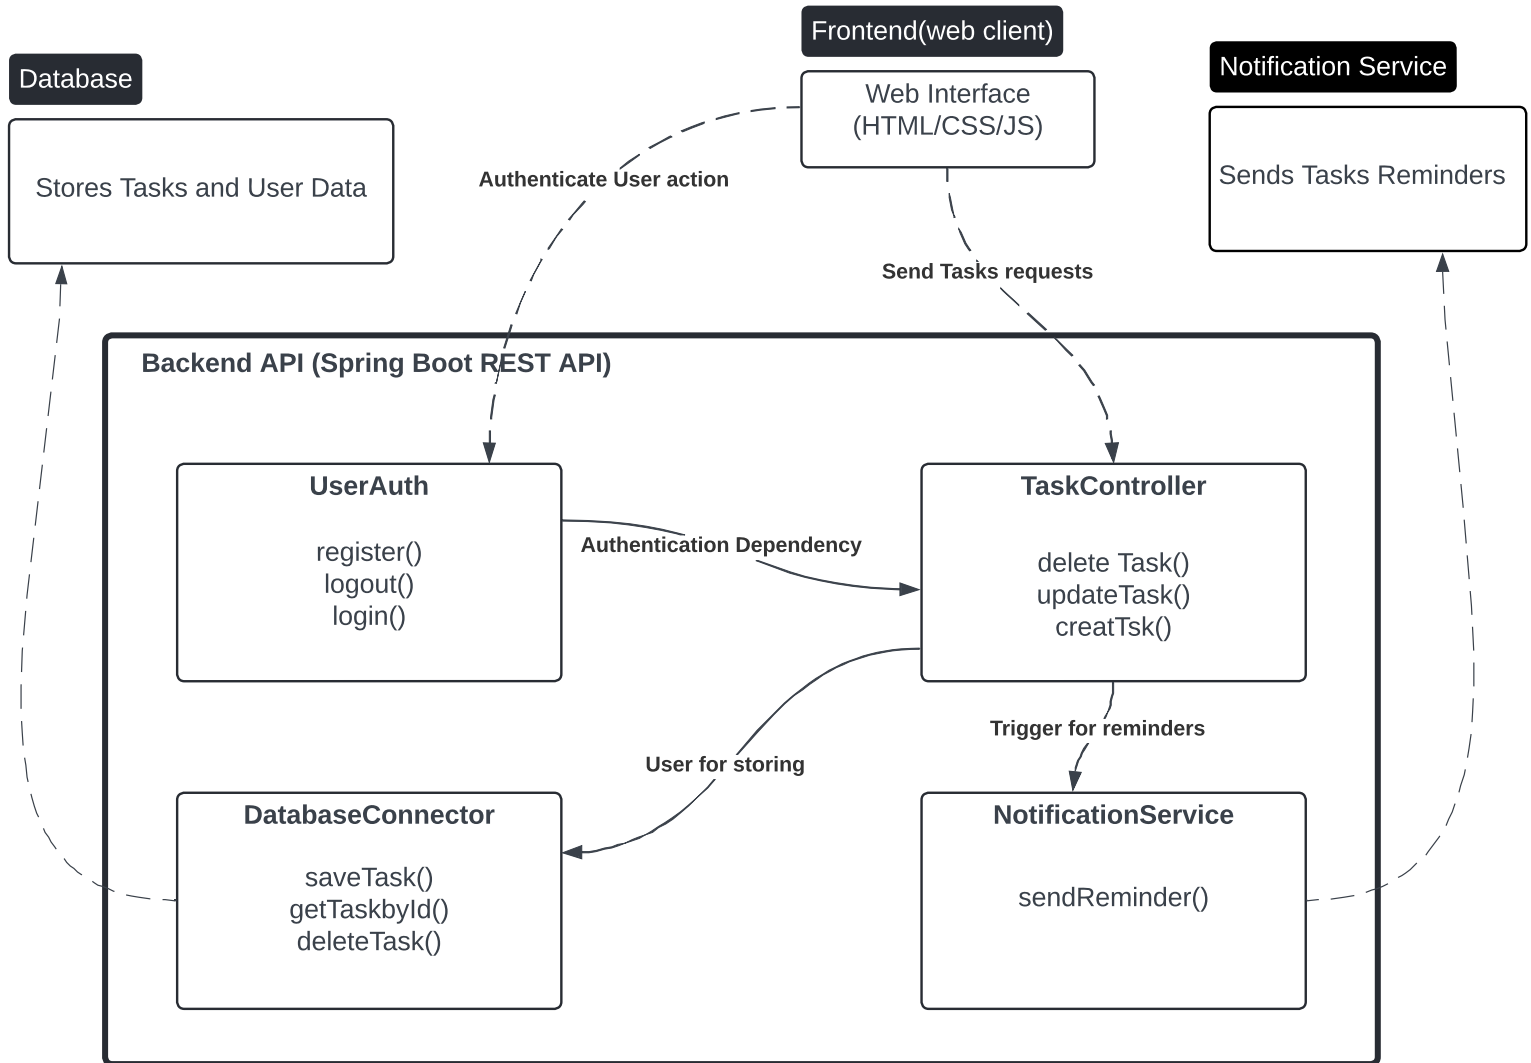 Frontend(web client)
Web Interface
(HTML/CSS/JS)
Database
Stores Tasks and User Data
Notification Service
Sends Tasks Reminders
Authenticate User action
Send Tasks requests
Backend API (Spring Boot REST API)
UserAuth
register()
logout()
login()
Authentication Dependency
TaskController
delete Task()
updateTask()
creatTsk()
User for storing
Trigger for reminders
DatabaseConnector
saveTask()
getTaskbyId()
deleteTask()
NotificationService
sendReminder()